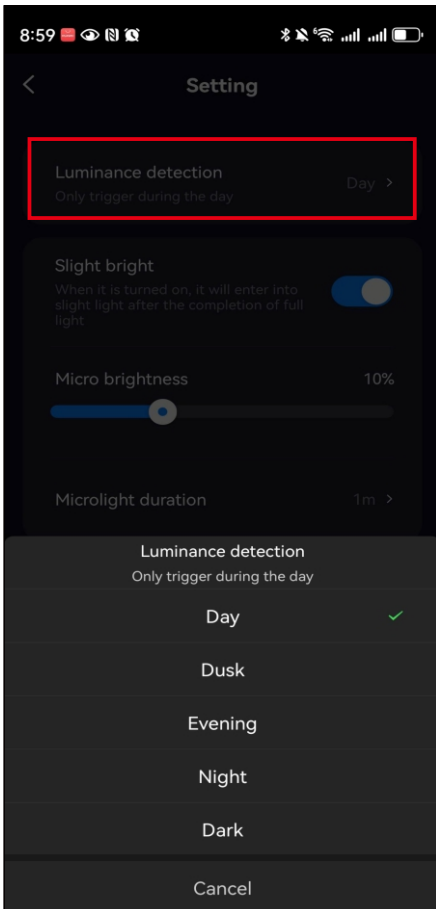 8:59
Setting
Luminance detection
Only trigger during the day
Day >
Slight bright
When it is turned on, it will enter into
slight light after the completion of full
light
Micro brightness
10%
Microlight duration
1m >
Luminance detection
Only trigger during the day
Day
Dusk
Evening
Night
Dark
Cancel